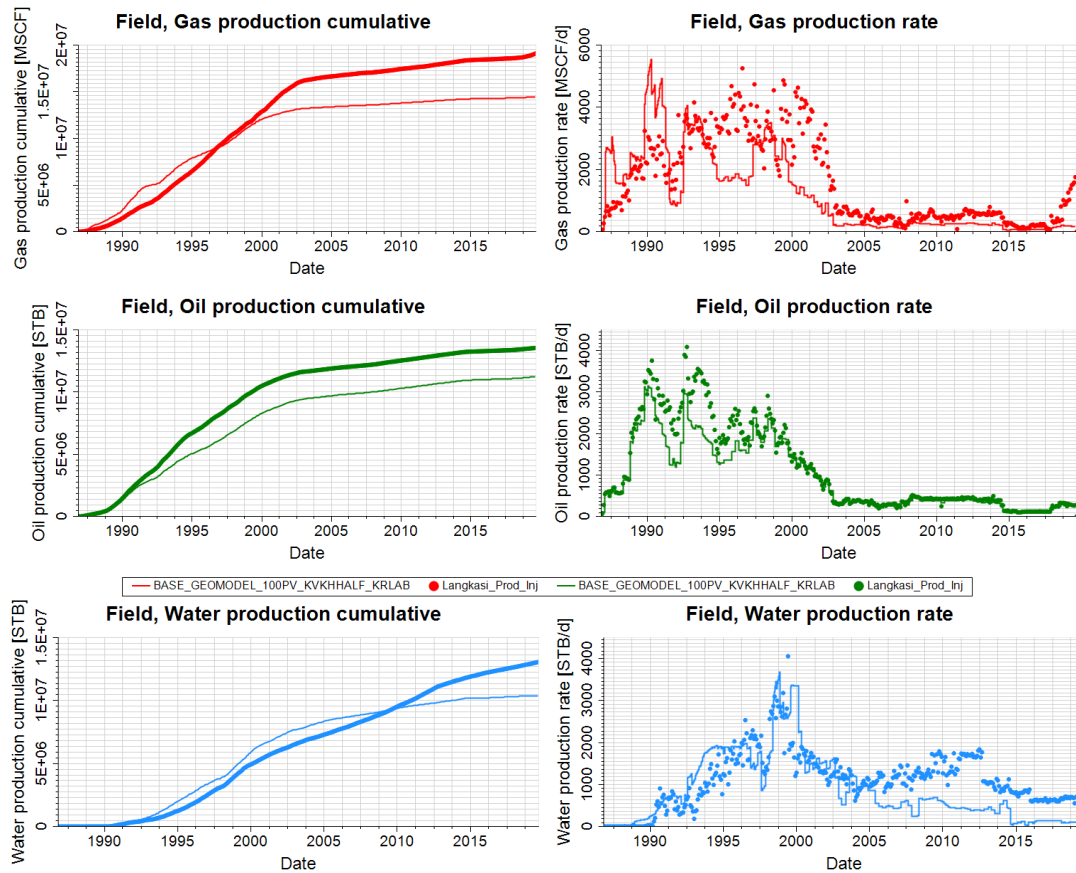 Field, Gas production cumulative
Gas production cumulative [MSCF]
2E+07
1.5E+07
1E+07
5E+06
0
1990 1995 2000 2005 2010 2015
Date
Field, Gas production rate
Gas production rate [MSCF/d]
6000
4000
2000
0
1990 1995 2000 2005 2010 2015
Date
Field, Oil production cumulative
Oil production cumulative [STB]
1.5E+07
1E+07
5E+06
0
1990 1995 2000 2005 2010 2015
Date
Field, Oil production rate
Oil production rate [STB/d]
4000
3000
2000
1000
0
1990 1995 2000 2005 2010 2015
Date
BASE_GEOMODEL_100PV_KVKHHALF_KRLAB Langkasi_Prod_Inj BASE_GEOMODEL_100PV_KVKHHALF_KRLAB Langkasi_Prod_Inj
Field, Water production cumulative
Water production cumulative [STB]
1.5E+07
1E+07
5E+06
0
1990 1995 2000 2005 2010 2015
Date
Field, Water production rate
Water production rate [STB/d]
4000
3000
2000
1000
0
1990 1995 2000 2005 2010 2015
Date